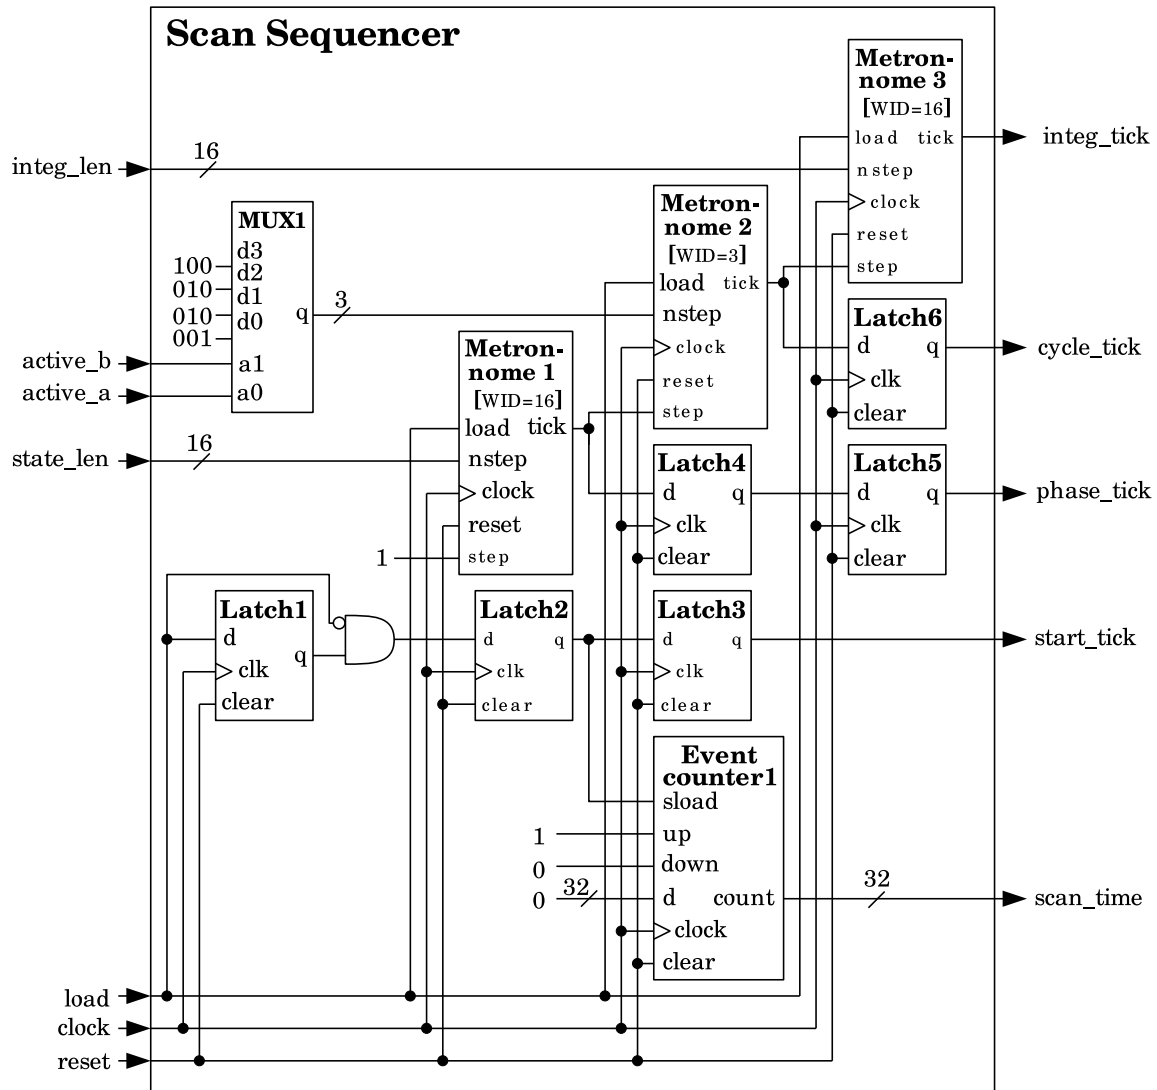 Scan Sequencer
Metron-
nome 3
[WID=16]
load tick
nstep
clock
reset
step
integ_tick
integ_len
16
MUX1
d3
d2
d1
d0
q
a1
a0
100
010
010
001
3
active_b
active_a
Metron-
nome 2
[WID=3]
load tick
nstep
clock
reset
step
Latch6
d q
clk
clear
cycle_tick
Metron-
nome 1
[WID=16]
load tick
nstep
clock
reset
step
1
state_len
16
Latch4
d q
clk
clear
Latch5
d q
clk
clear
phase_tick
Latch1
d
q
clk
clear
Latch2
d q
clk
clear
Latch3
d q
clk
clear
start_tick
Event
counter1
sload
up
down
d count
clock
clear
1
0
0
32
32
scan_time
load
clock
reset